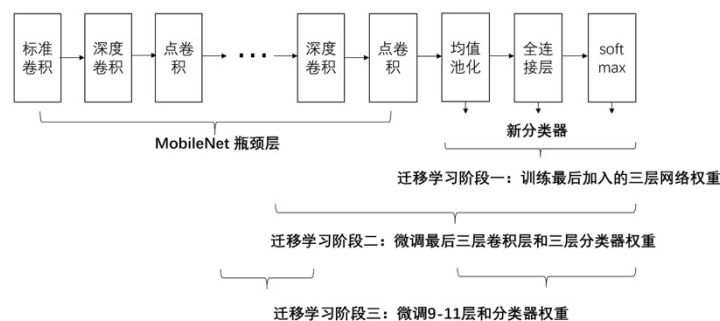 标准
卷积
深度
卷积
点卷
积
...
深度
卷积
点卷
积
均值
池化
全连
接层
soft
max
MobileNet 瓶颈层
新分类器
迁移学习阶段一：训练最后加入的三层网络权重
迁移学习阶段二：微调最后三层卷积层和三层分类器权重
迁移学习阶段三：微调9-11层和分类器权重